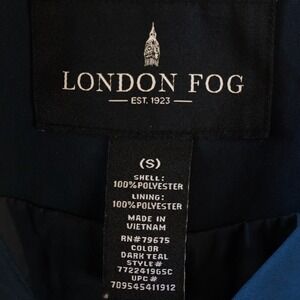 LONDON FOG
EST. 1923
(S)
SHELL:
100%POLYESTER
LINING:
100%POLYESTER
MADE IN
VIETNAM
RN#79675
COLOR
DARK TEAL
STYLE#
77224196SC
UPC #
709545411912